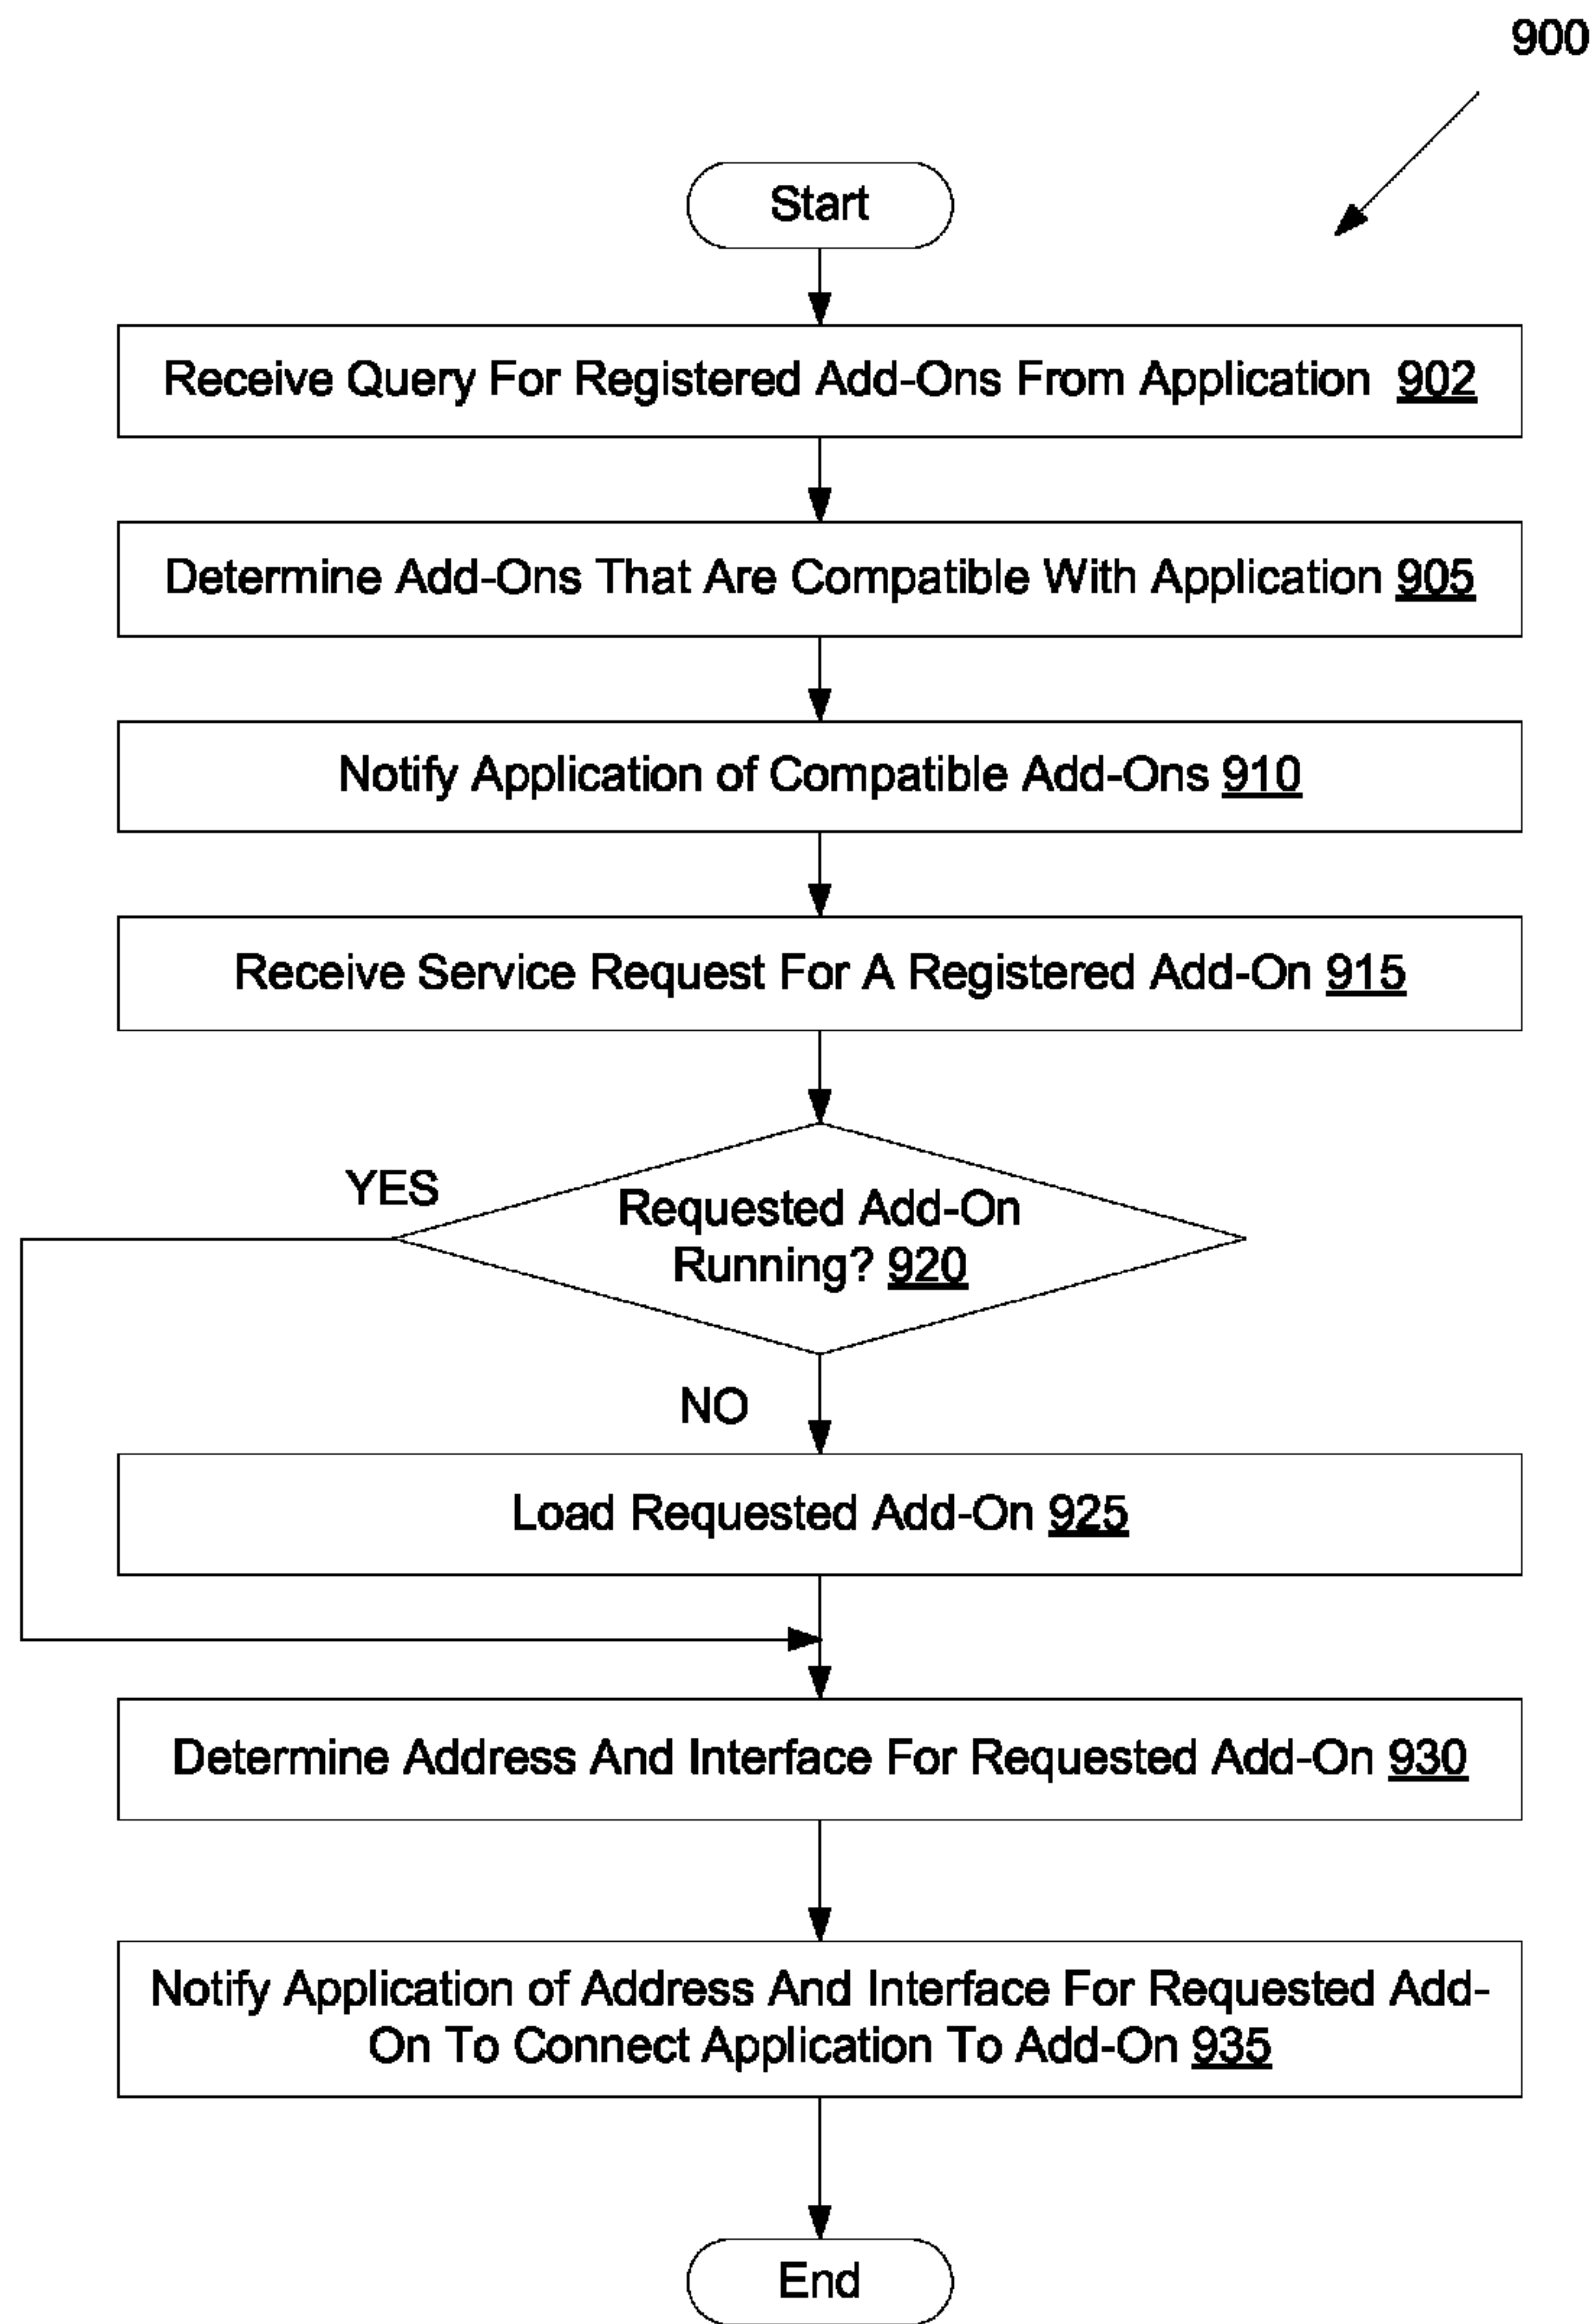 900
Start
Receive Query For Registered Add-Ons From Application 902
Determine Add-Ons That Are Compatible With Application 905
Notify Application of Compatible Add-Ons 910
Receive Service Request For A Registered Add-On 915
YES
Requested Add-On
Running? 920
NO
Load Requested Add-On 925
Determine Address And Interface For Requested Add-On 930
Notify Application of Address And Interface For Requested Add-
On To Connect Application To Add-On 935
End